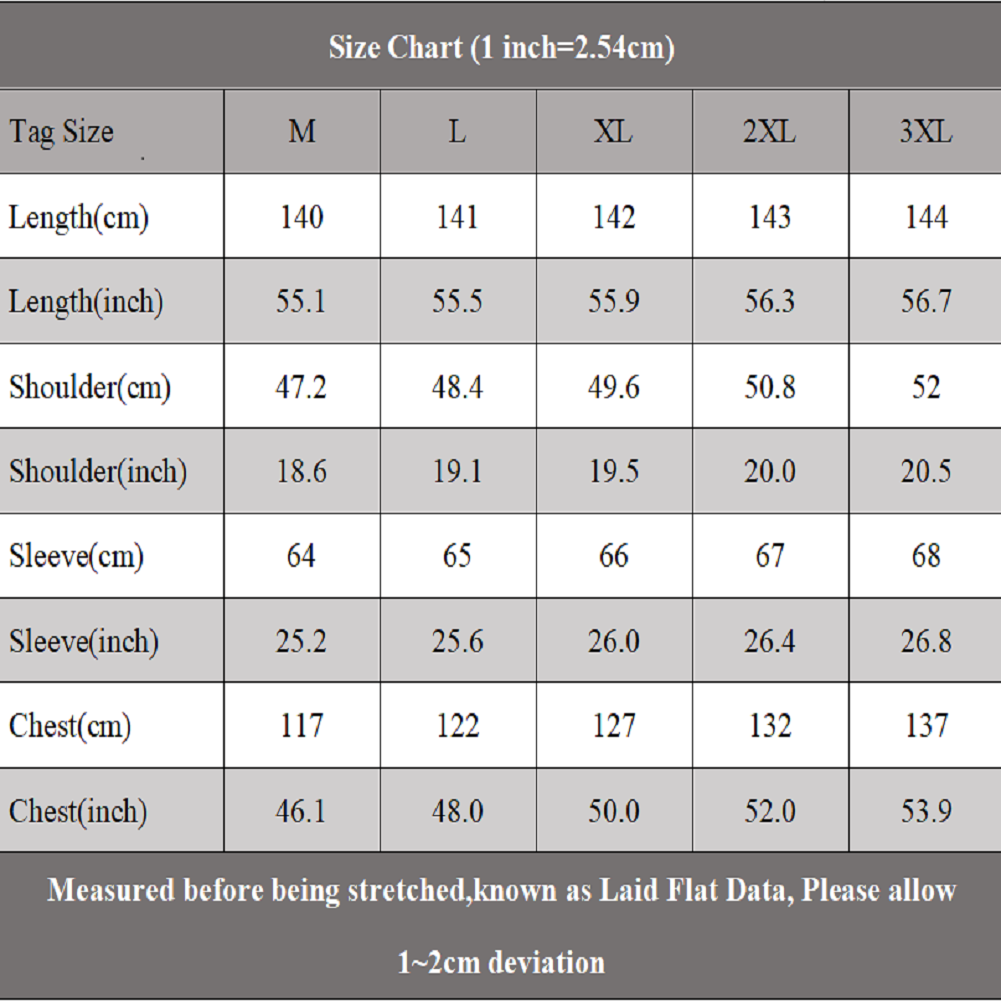 Size Chart (1 inch=2.54cm)
Tag Size M L XL 2XL 3XL
Length(cm) 140 141 142 143 144
Length(inch) 55.1 55.5 55.9 56.3 56.7
Shoulder(cm) 47.2 48.4 49.6 50.8 52
Shoulder(inch) 18.6 19.1 19.5 20.0 20.5
Sleeve(cm) 64 65 66 67 68
Sleeve(inch) 25.2 25.6 26.0 26.4 26.8
Chest(cm) 117 122 127 132 137
Chest(inch) 46.1 48.0 50.0 52.0 53.9
Measured before being stretched,known as Laid Flat Data, Please allow
1~2cm deviation